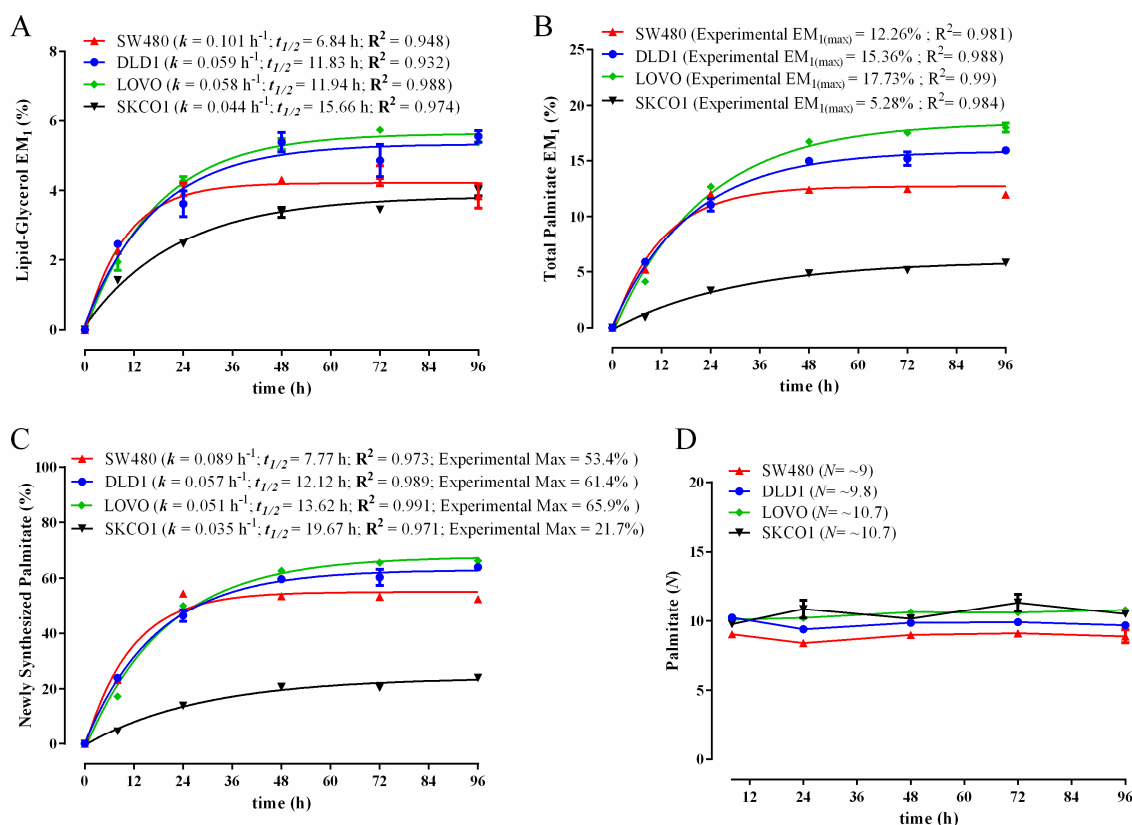 A
SW480 (k = 0.101 h⁻¹; t1/2 = 6.84 h; R² = 0.948)
DLD1 (k = 0.059 h⁻¹; t1/2 = 11.83 h; R² = 0.932)
LOVO (k = 0.058 h⁻¹; t1/2 = 11.94 h; R² = 0.988)
SKCO1 (k = 0.044 h⁻¹; t1/2 = 15.66 h; R² = 0.974)
Lipid-Glycerol EM₁ (%)
8
6
4
2
0
0 12 24 36 48 60 72 84 96
time (h)
B
SW480 (Experimental EM1(max) = 12.26% ; R²= 0.981)
DLD1 (Experimental EM1(max) = 15.36% ; R²= 0.988)
LOVO (Experimental EM1(max) = 17.73% ; R²= 0.99)
SKCO1 (Experimental EM1(max) = 5.28% ; R²= 0.984)
Total Palmitate EM₁ (%)
25
20
15
10
5
0
0 12 24 36 48 60 72 84 96
time (h)
C
SW480 (k = 0.089 h⁻¹; t1/2 = 7.77 h; R² = 0.973; Experimental Max = 53.4% )
DLD1 (k = 0.057 h⁻¹; t1/2 = 12.12 h; R² = 0.989; Experimental Max = 61.4% )
LOVO (k = 0.051 h⁻¹; t1/2 = 13.62 h; R² = 0.991; Experimental Max = 65.9% )
SKCO1 (k = 0.035 h⁻¹; t1/2 = 19.67 h; R² = 0.971; Experimental Max = 21.7%)
Newly Synthesized Palmitate (%)
100
80
60
40
20
0
0 12 24 36 48 60 72 84 96
time (h)
D
SW480 (N= ~9)
DLD1 (N= ~9.8)
LOVO (N= ~10.7)
SKCO1 (N= ~10.7)
Palmitate (N)
20
15
10
5
0
12 24 36 48 60 72 84 96
time (h)